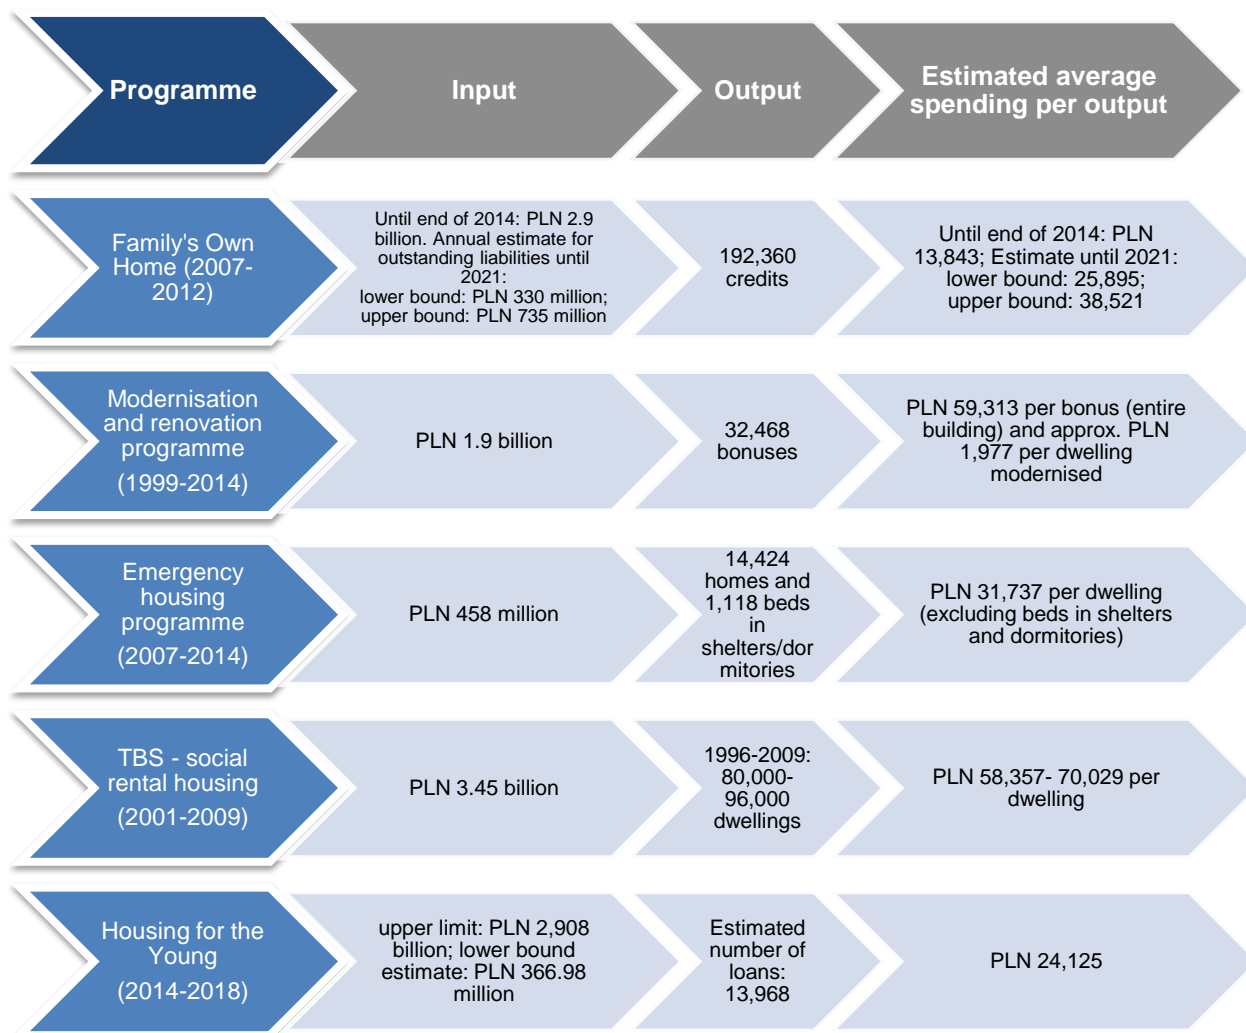 Programme
Input
Output
Estimated average
spending per output
Family's Own
Home (2007-
2012)
Until end of 2014: PLN 2.9
billion. Annual estimate for
outstanding liabilities until
2021:
lower bound: PLN 330 million;
upper bound: PLN 735 million
192,360
credits
Until end of 2014: PLN
13,843; Estimate until 2021:
lower bound: 25,895;
upper bound: 38,521
Modernisation
and renovation
programme
(1999-2014)
PLN 1.9 billion
32,468
bonuses
PLN 59,313 per bonus (entire
building) and approx. PLN
1,977 per dwelling
modernised
Emergency
housing
programme
(2007-2014)
PLN 458 million
14,424
homes and
1,118 beds
in
shelters/dor
mitories
PLN 31,737 per dwelling
(excluding beds in shelters
and dormitories)
TBS - social
rental housing
(2001-2009)
PLN 3.45 billion
1996-2009:
80,000-
96,000
dwellings
PLN 58,357- 70,029 per
dwelling
Housing for the
Young
(2014-2018)
upper limit: PLN 2,908
billion; lower bound
estimate: PLN 366.98
million
Estimated
number of
loans:
13,968
PLN 24,125